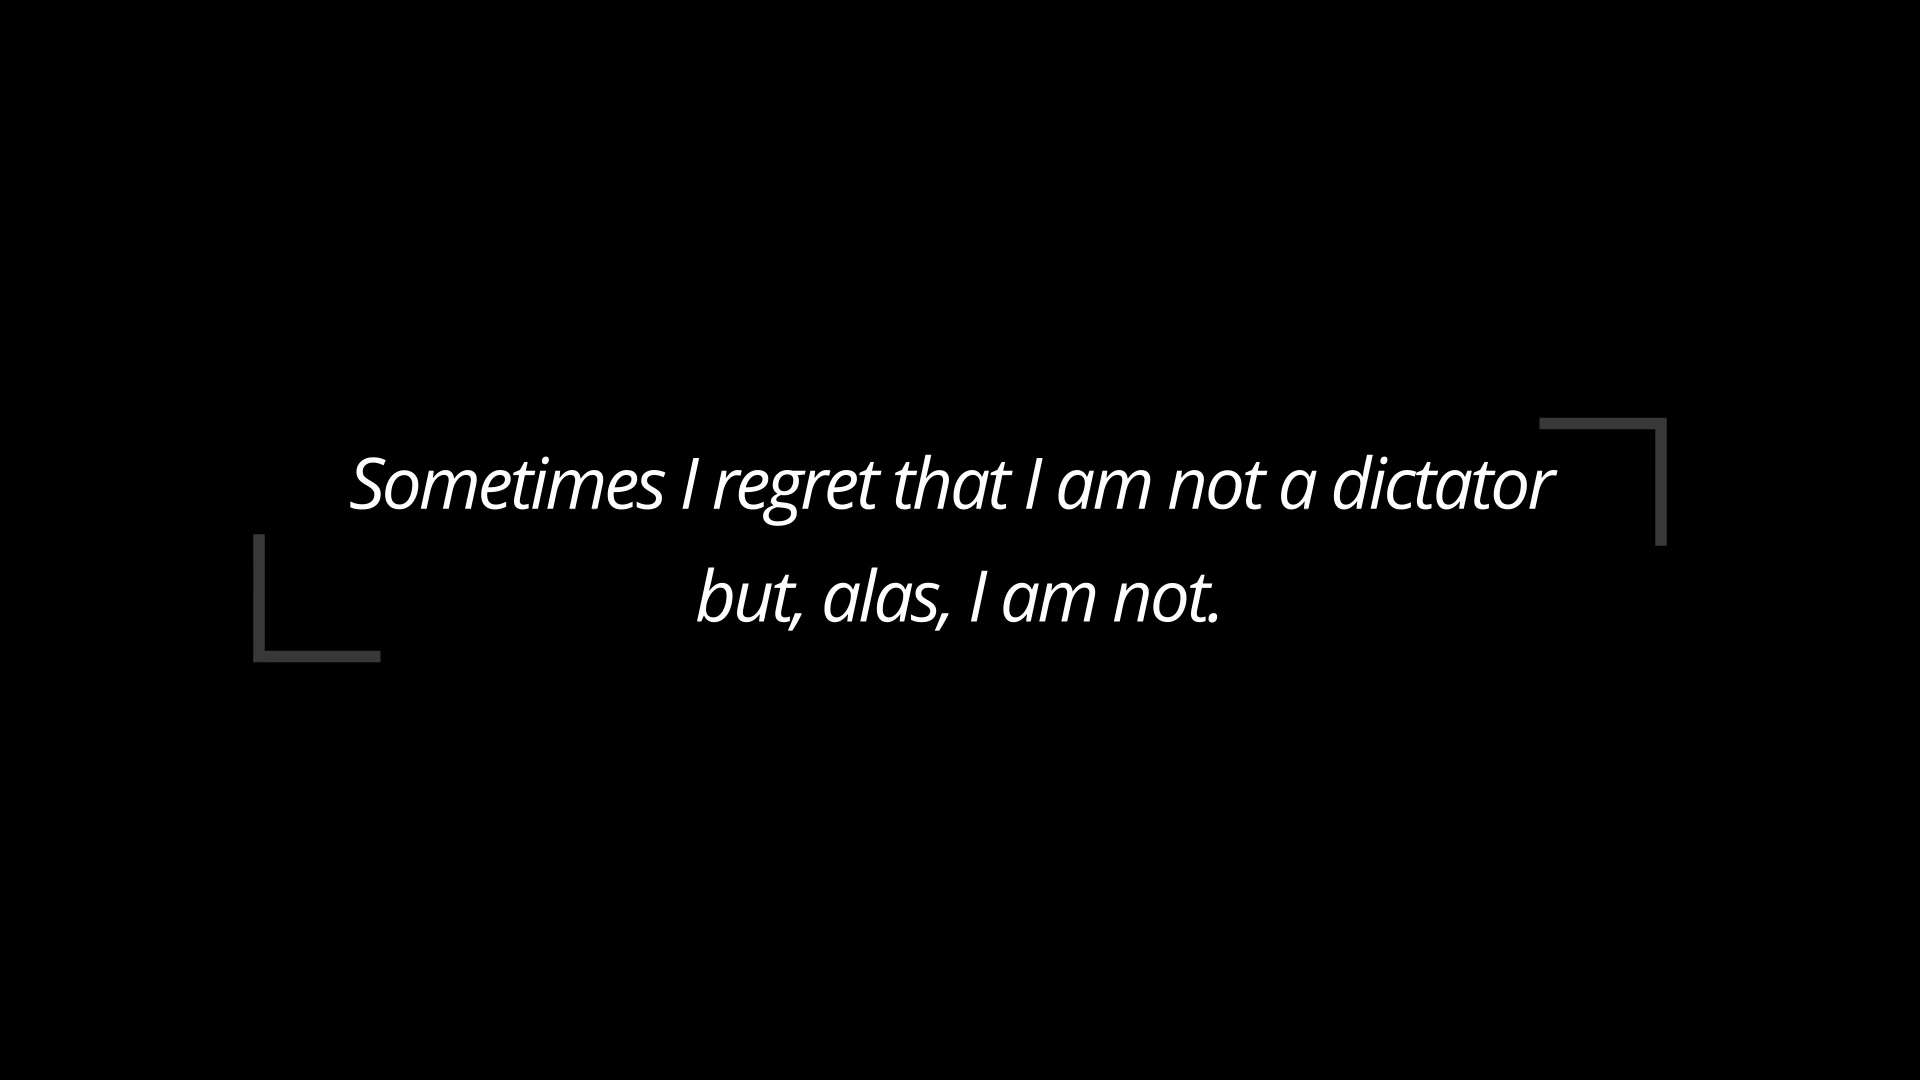 Sometimes I regret that I am not a dictator
but, alas, I am not.